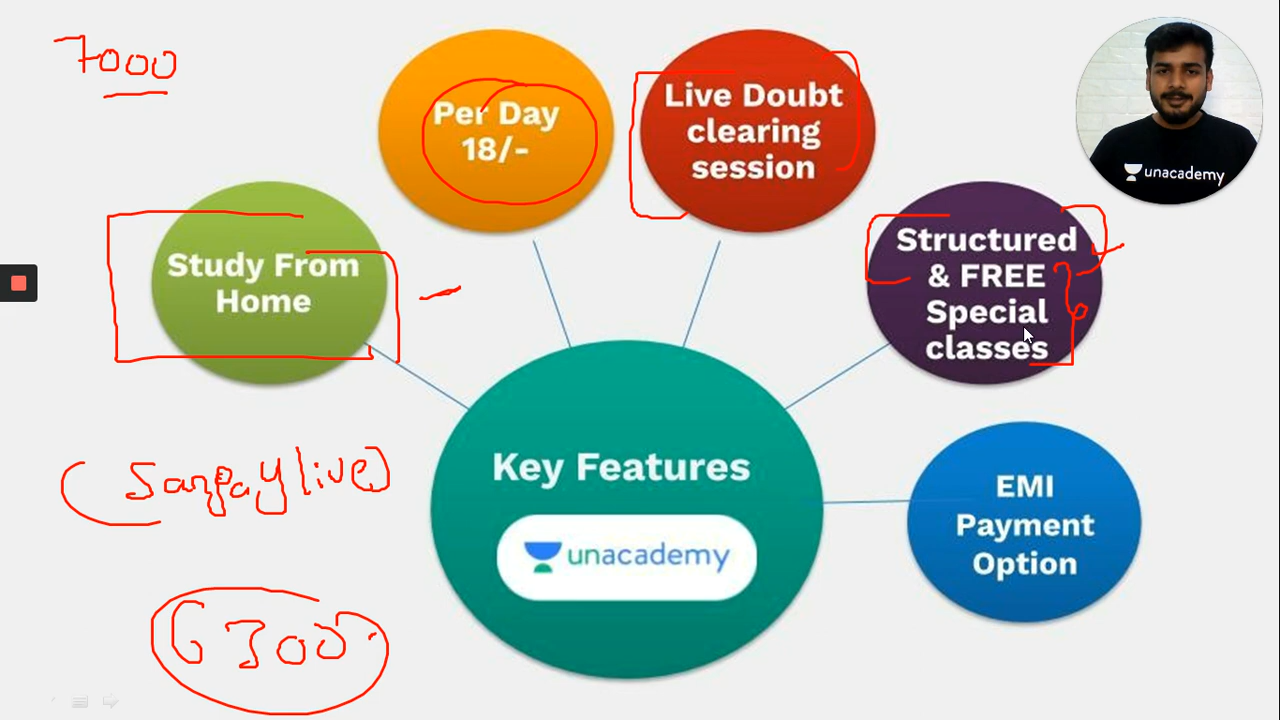 7000
Per Day
18/-
Live Doubt
clearing
session
unacademy
Study From
Home
Structured
& FREE
Special
classes
Key Features
unacademy
EMI
Payment
Option
6300